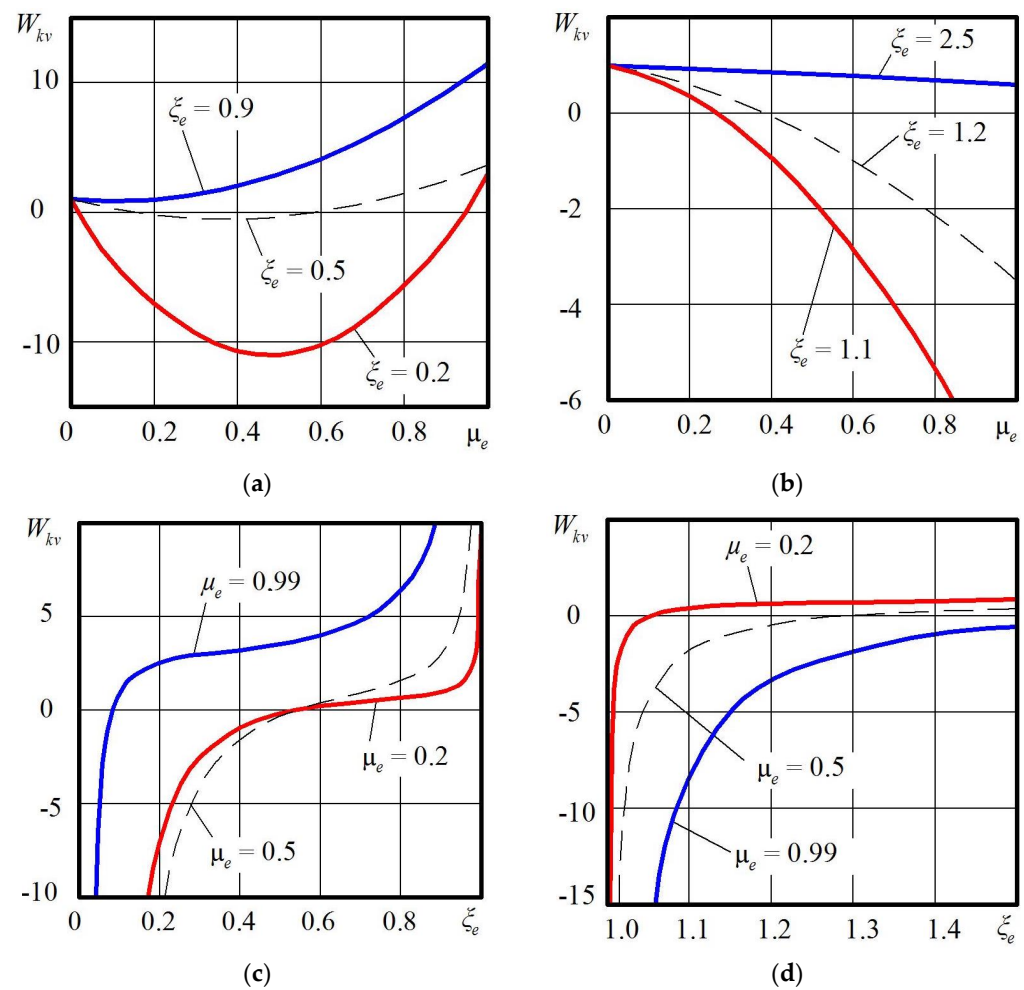 W_kv
10
0
-10
ξ_e = 0.9
ξ_e = 0.5
ξ_e = 0.2
0 0.2 0.4 0.6 0.8 μ_e
(a)
W_kv
0
-2
-4
-6
ξ_e = 2.5
ξ_e = 1.2
ξ_e = 1.1
0 0.2 0.4 0.6 0.8 μ_e
(b)
W_kv
5
0
-5
-10
μ_e = 0.99
μ_e = 0.2
μ_e = 0.5
0 0.2 0.4 0.6 0.8 ξ_e
(c)
W_kv
0
-5
-10
-15
μ_e = 0.2
μ_e = 0.5
μ_e = 0.99
1.0 1.1 1.2 1.3 1.4 ξ_e
(d)